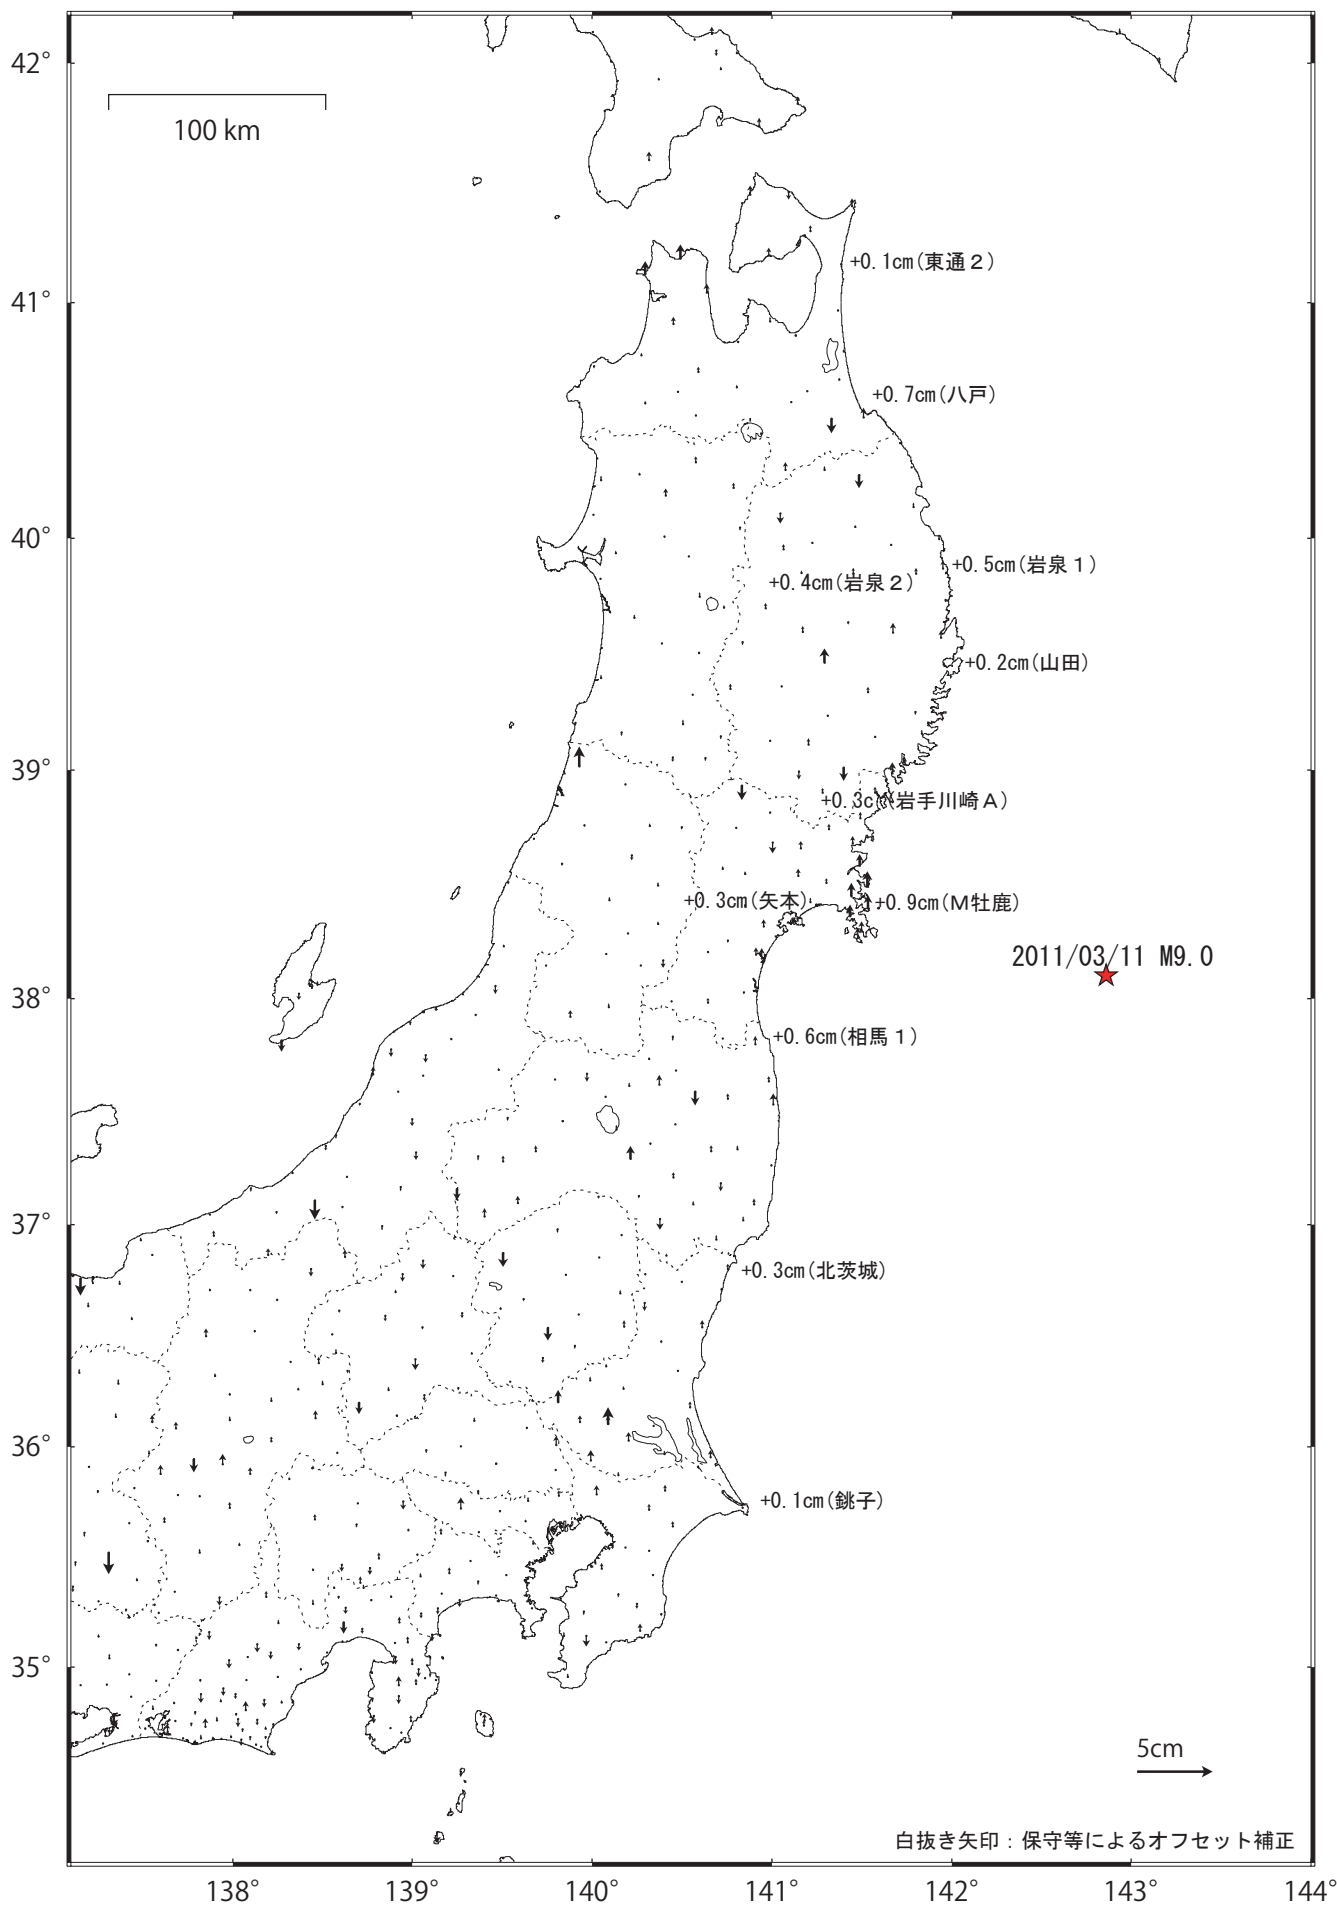 42°
100 km
+0.1cm(東通２)
41°
+0.7cm(八戸)
40°
+0.5cm(岩泉１)
+0.4cm(岩泉２)
+0.2cm(山田)
39°
+0.3c (岩手川崎Ａ)
+0.3cm(矢本)
+0.9cm(Ｍ牡鹿)
2011/03/11 M9.0
38°
+0.6cm(相馬１)
37°
+0.3cm(北茨城)
36°
+0.1cm(銚子)
35°
5cm
白抜き矢印：保守等によるオフセット補正
138°
139°
140°
141°
142°
143°
144°